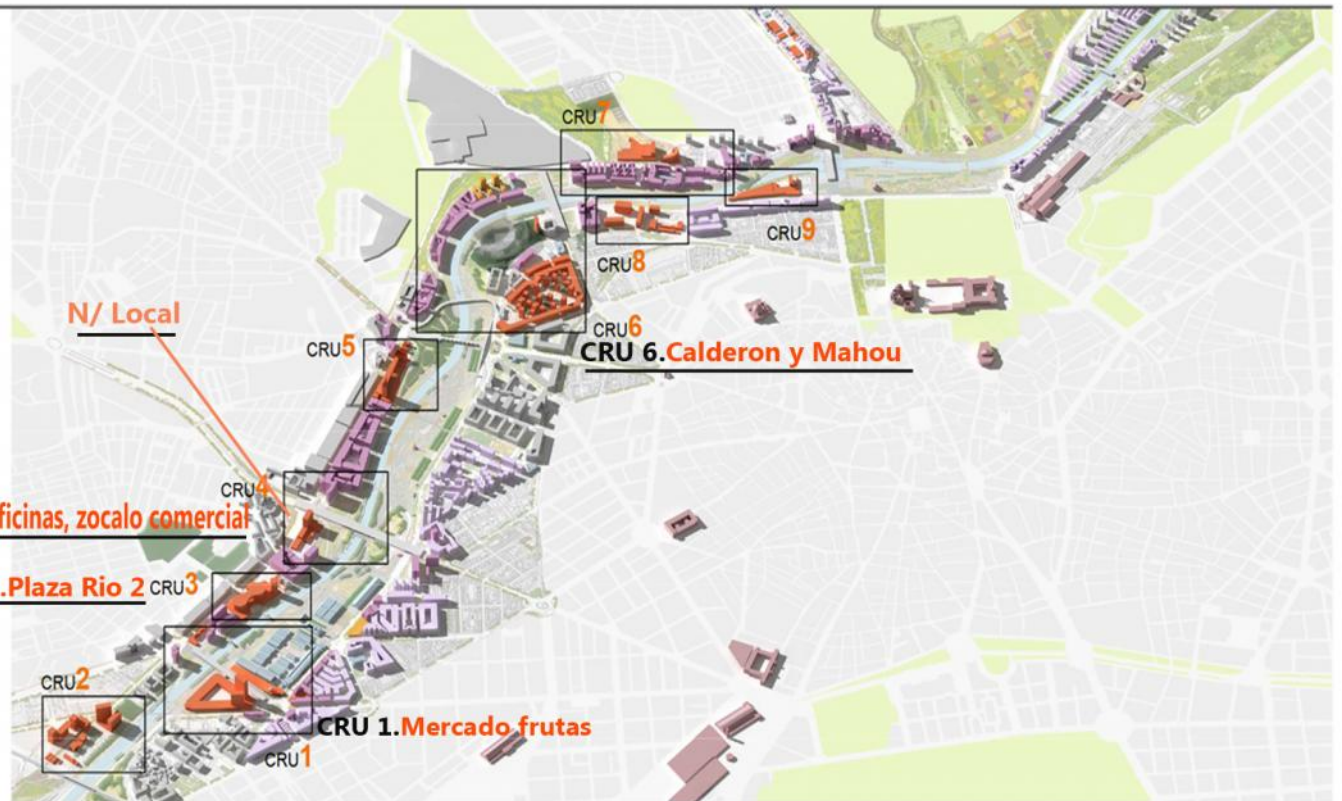 CRU7
CRU9
CRU8
N/ Local
CRU5
CRU6
CRU 6.Calderon y Mahou
CRU4
ficinas, zocalo comercial
.Plaza Rio 2
CRU3
CRU2
CRU 1.Mercado frutas
CRU1